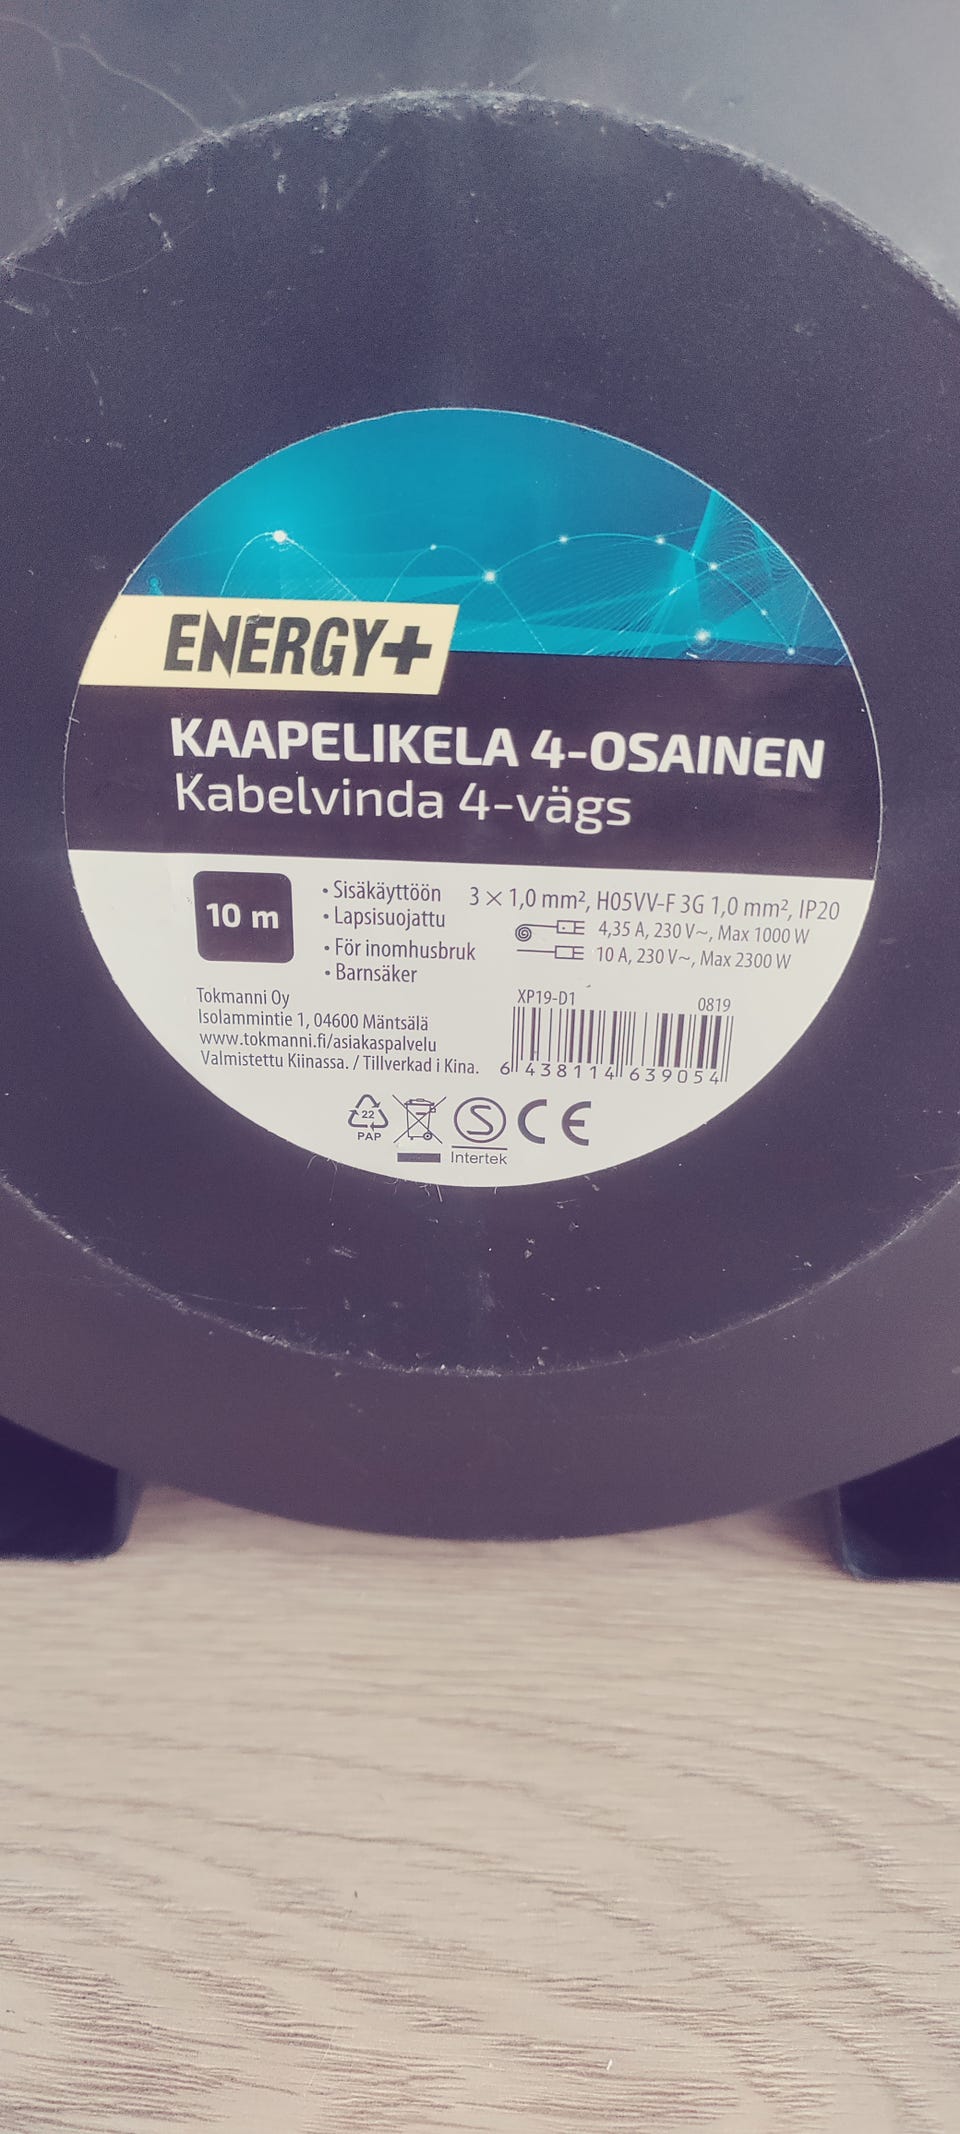 ENERGY+
KAAPELIKELA 4-OSAINEN
Kabelvinda 4-vägs
10 m
• Sisäkäyttöön
• Lapsisuojattu
• För inomhusbruk
• Barnsäker
3 × 1,0 mm², H05VV-F 3G 1,0 mm², IP20
4,35 A, 230 V~, Max 1000 W
10 A, 230 V~, Max 2300 W
Tokmanni Oy
Isolammintie 1, 04600 Mäntsälä
www.tokmanni.fi/asiakaspalvelu
Valmistettu Kiinassa. / Tillverkad i Kina.
XP19-D1 0819
6 438114 639054
22
PAP
S
Intertek
CE